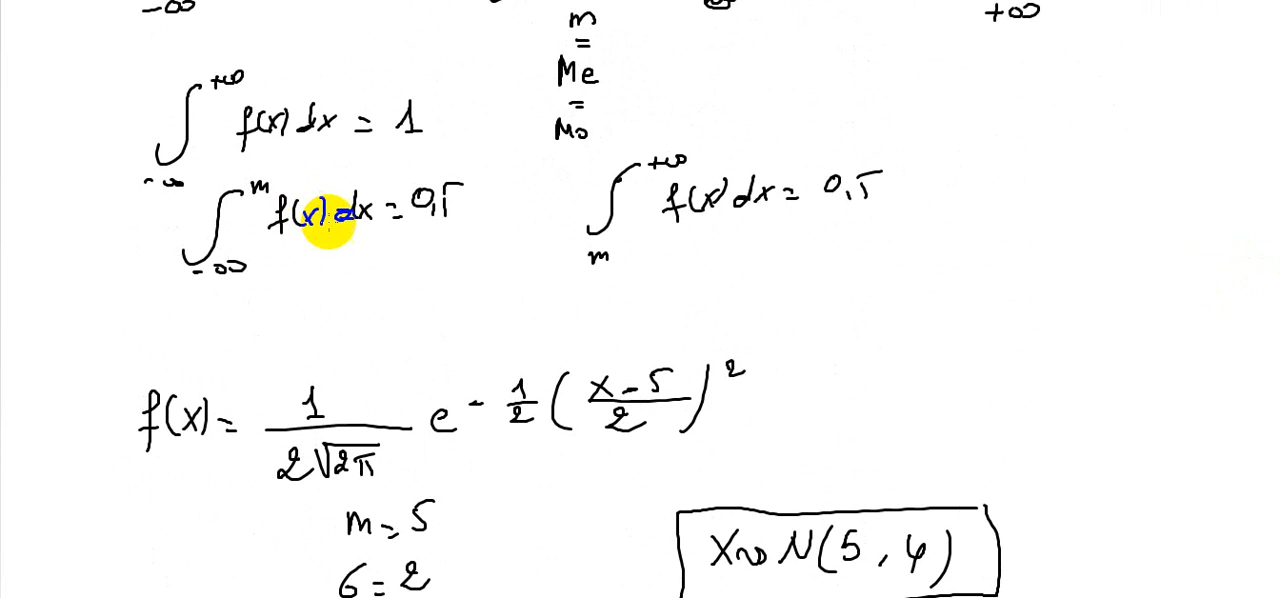 -∞ +∞
m
=
Me
=
Mo
∫_{-∞}^{+∞} f(x) dx = 1
∫_{-∞}^{m} f(x) dx = 0,5
∫_{m}^{+∞} f(x) dx = 0,5
f(x) = 1/(2√2π) e^{-1/2 ((x-5)/2)^2}
m = 5
σ = 2
X ~ N(5, 4)